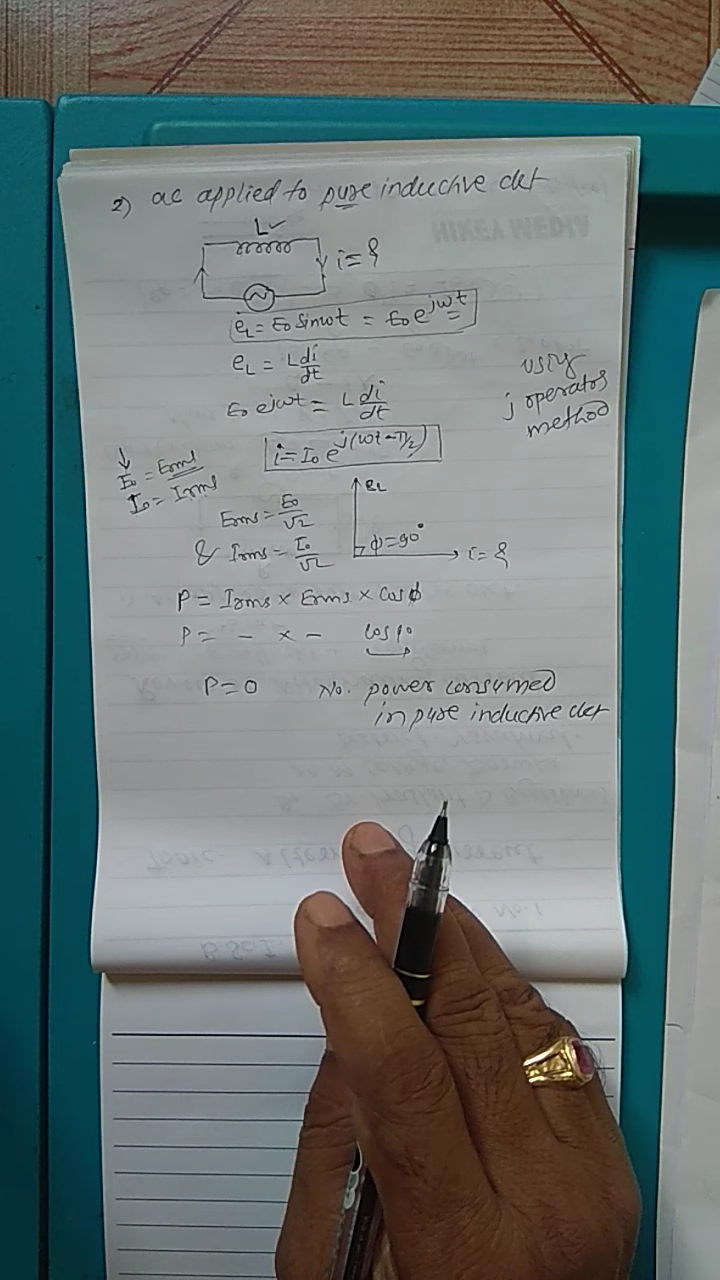 2) ac applied to pure inductive ckt
L
i = ?
eL = E0 Sinωt = E0 e^jωt
eL = L di/dt
E0 e^jωt = L di/dt
using
j operator
method
i = I0 e^j(ωt-π/2)
↓
E0 = Erms
I0 = Irms
Erms = E0/√2
& Irms = I0/√2
eL
ϕ = 90°
i = ?
P = Irms × Erms × Cosϕ
P = - × - Cos 90
P = 0 No. power consumed
in pure inductive ckt